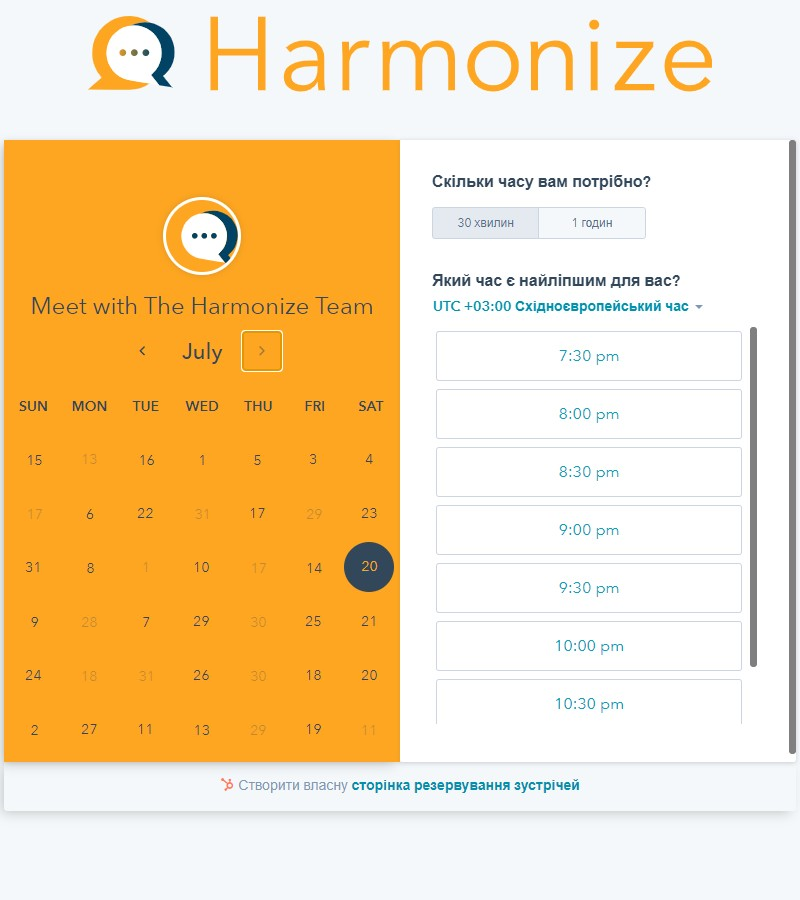 Harmonize
Meet with The Harmonize Team
July
SUN MON TUE WED THU FRI SAT
15 13 16 1 5 3 4
17 6 22 31 17 29 23
31 8 1 10 17 14 20
9 28 7 29 30 25 21
24 18 31 26 30 18 20
2 27 11 13 29 19 11
Скільки часу вам потрібно?
30 хвилин 1 годин
Який час є найліпшим для вас?
UTC +03:00 Східноєвропейський час
7:30 pm
8:00 pm
8:30 pm
9:00 pm
9:30 pm
10:00 pm
10:30 pm
Створити власну сторінка резервування зустрічей